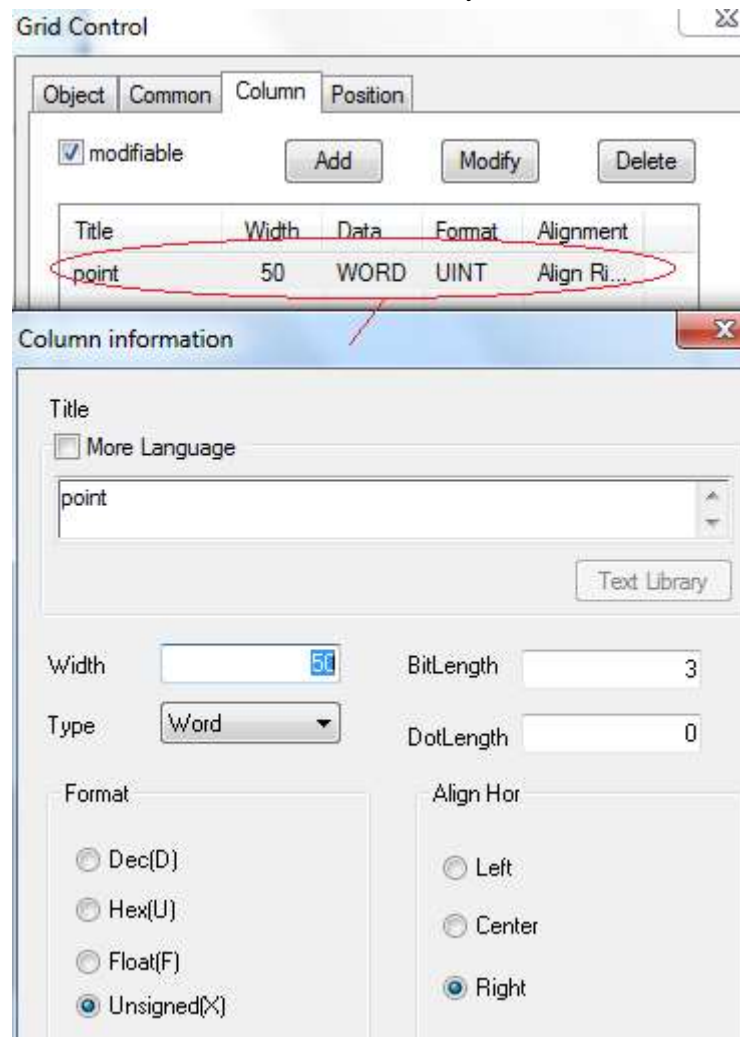 Grid Control
Object Common Column Position
modifiable Add Modify Delete
Title Width Data Format Alignment
point 50 WORD UINT Align Ri...
Column information
Title
More Language
point
Text Library
Width 50 BitLength 3
Type Word DotLength 0
Format Align Hor
Dec(D)
Left
Hex(U)
Center
Float(F)
Right
Unsigned(X)